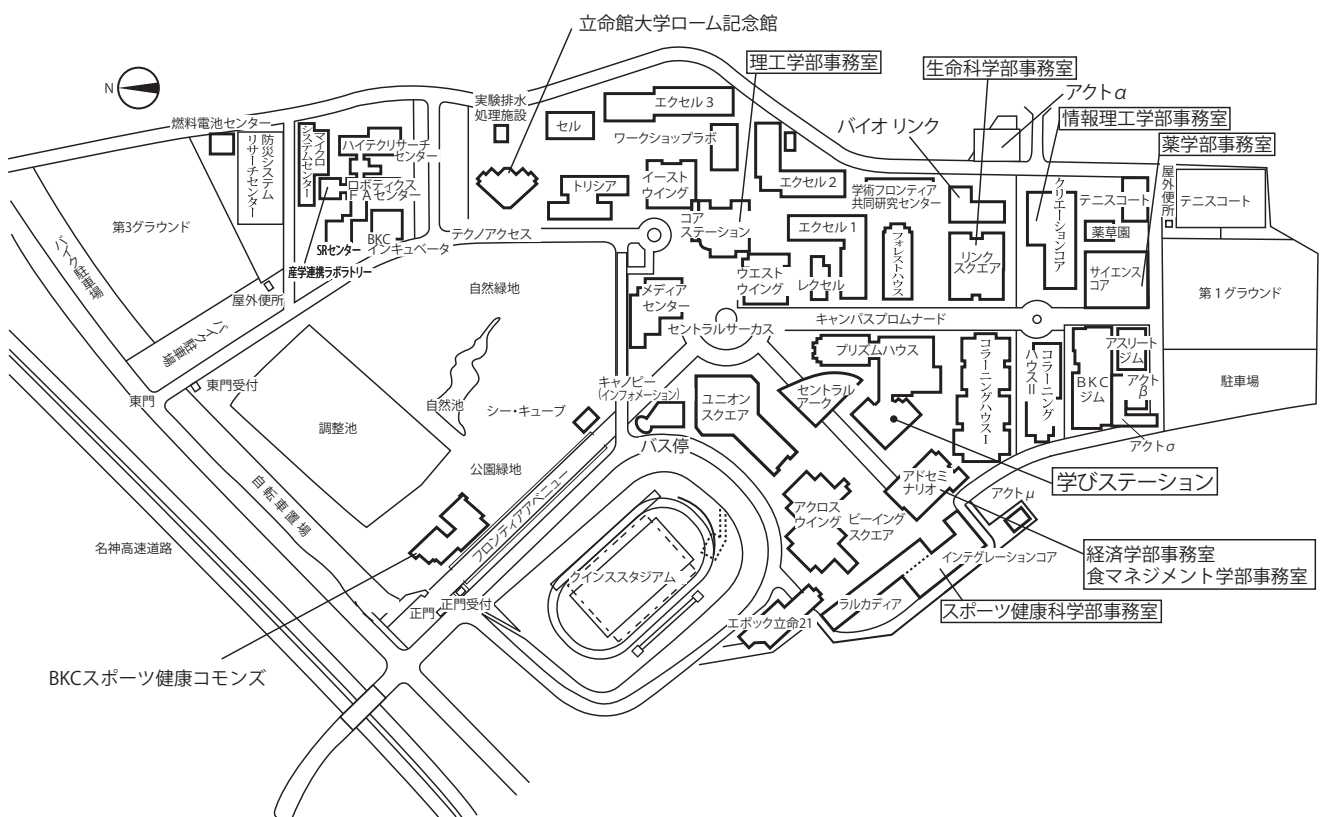 立命館大学ローム記念館
理工学部事務室
生命科学部事務室
アクトα
情報理工学部事務室
薬学部事務室
N
燃料電池センター
防災システム
リサーチセンター
マイクロ
システムセンター
ハイテクリサーチ
センター
ロボティクス
FAセンター
SRセンター
BKC
インキュベータ
産学連携ラボラトリー
実験排水
処理施設
セル
エクセル3
ワークショップラボ
トリシア
イースト
ウイング
コア
ステーション
エクセル2
エクセル1
バイオ リンク
学術フロンティア
共同研究センター
フォレストハウス
リンク
スクエア
クリエーションコア
テニスコート
薬草園
サイエンス
コア
屋外便所
テニスコート
第1グラウンド
駐車場
第3グラウンド
バイク駐車場
屋外便所
バス駐車場
東門
東門受付
テクノアクセス
自然緑地
メディア
センター
ウエスト
ウイング
レクセル
セントラルサーカス
キャンパスプロムナード
プリズムハウス
コラーニングハウスⅠ
コラーニング
ハウスⅡ
BKC
ジム
アスリート
ジム
アクト
β
アクトσ
調整池
自然池
シー・キューブ
公園緑地
キャノピー
(インフォメーション)
バス停
ユニオン
スクエア
セントラル
アーク
学びステーション
アドセミ
ナリオ
アクトμ
アクロス
ウイング
ビーイング
スクエア
インテグレーションコア
経済学部事務室
食マネジメント学部事務室
スポーツ健康科学部事務室
ラルカディア
エポック立命21
クインススタジアム
フロンティアアベニュー
自転車置場
名神高速道路
正門
正門受付
BKCスポーツ健康コモンズ